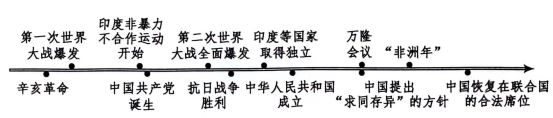 第一次世界
大战爆发
印度非暴力
不合作运动
开始
第二次世界
大战全面爆发
印度等国家
取得独立
万隆
会议
“非洲年”
辛亥革命
中国共产党
诞生
抗日战争
胜利
中华人民共和国
成立
中国提出
“求同存异”的方针
中国恢复在联合国
的合法席位